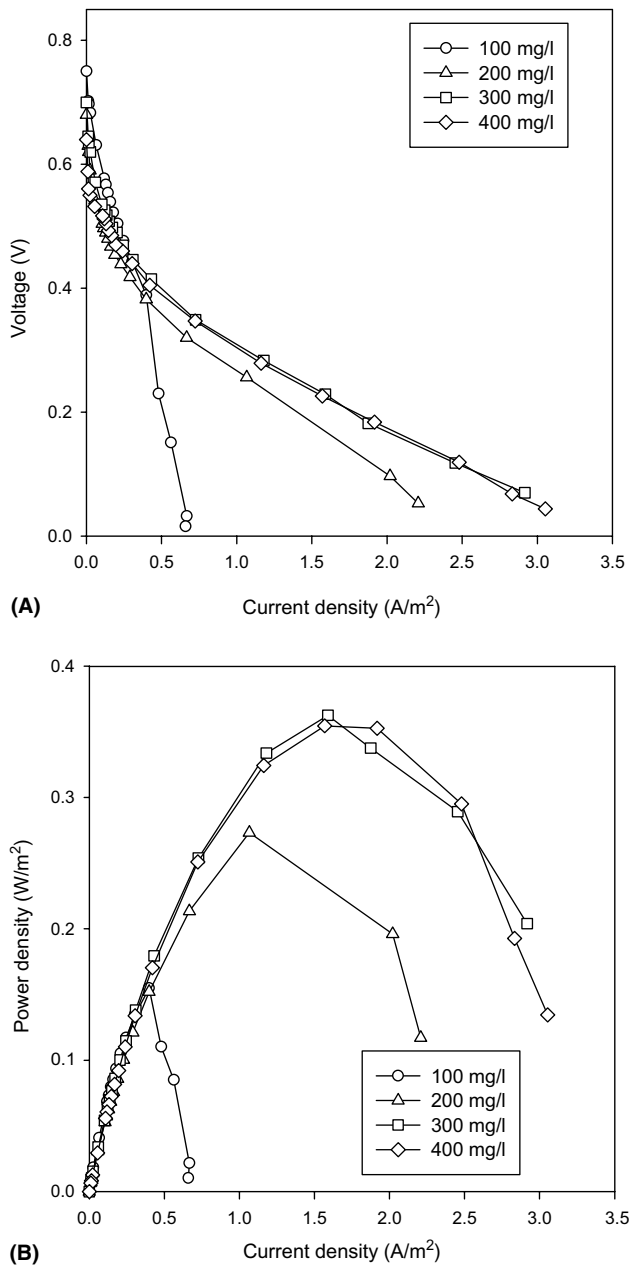 0.8
0.6
0.4
0.2
0.0
Voltage (V)
100 mg/l
200 mg/l
300 mg/l
400 mg/l
0.0 0.5 1.0 1.5 2.0 2.5 3.0 3.5
(A) Current density (A/m²)
0.4
0.3
0.2
0.1
0.0
Power density (W/m²)
100 mg/l
200 mg/l
300 mg/l
400 mg/l
0.0 0.5 1.0 1.5 2.0 2.5 3.0 3.5
(B) Current density (A/m²)